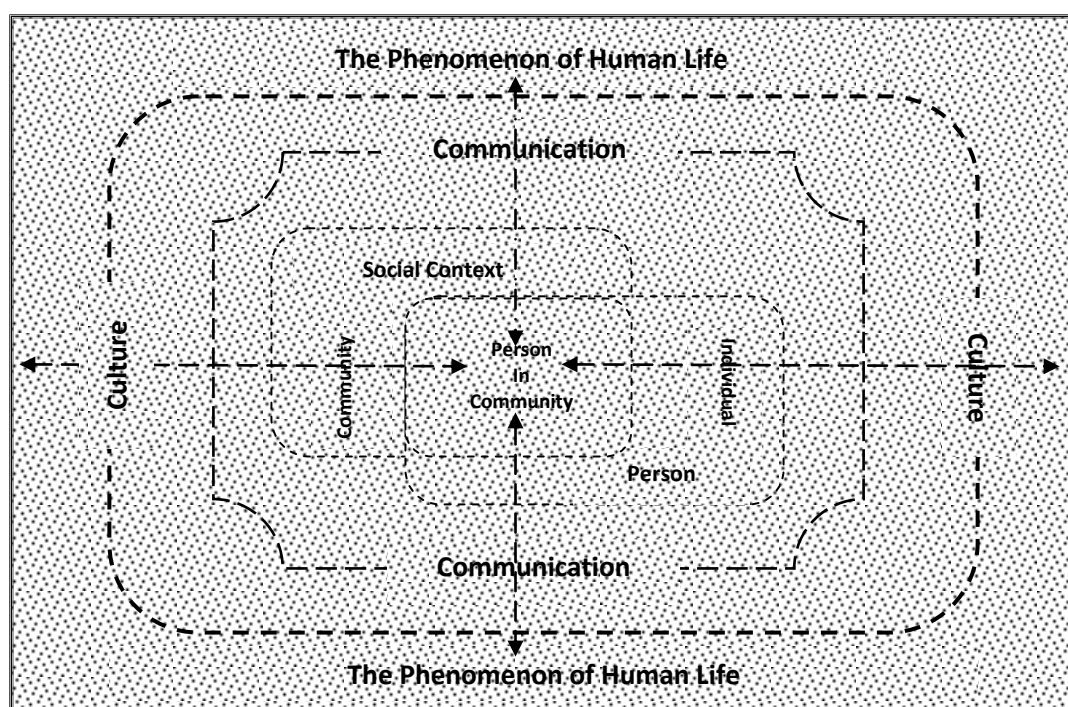 The Phenomenon of Human Life
Communication
Social Context
Culture
Community
Person
in
Community
Individual
Culture
Person
Communication
The Phenomenon of Human Life